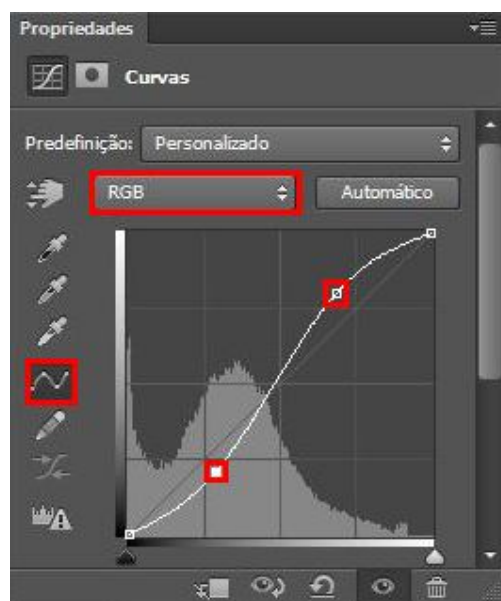 Propriedades
Curvas
Predefinição: Personalizado
RGB Automático